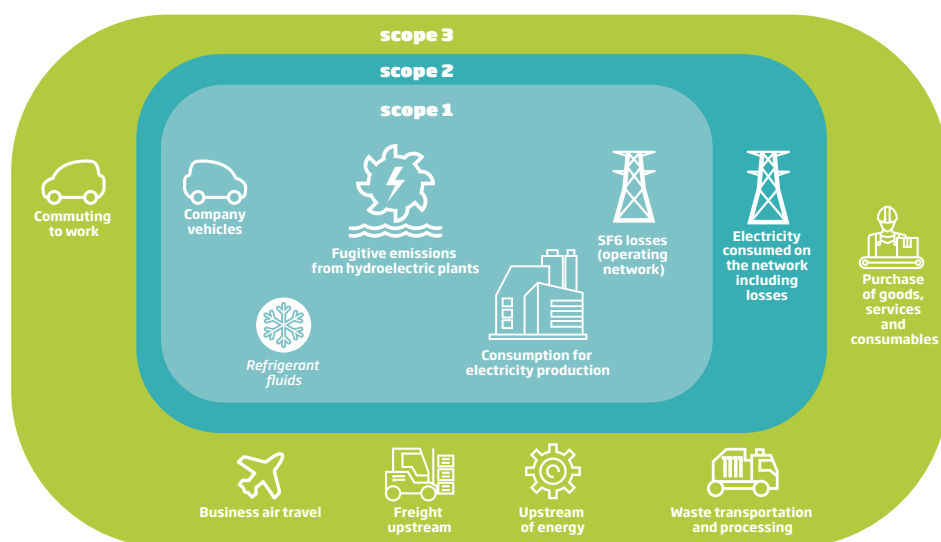 scope 3
scope 2
scope 1
Commuting
to work
Company
vehicles
Fugitive emissions
from hydroelectric plants
SF6 losses
(operating
network)
Electricity
consumed on
the network
including
losses
Purchase
of goods,
services
and
consumables
Refrigerant
fluids
Consumption for
electricity production
Business air travel
Freight
upstream
Upstream
of energy
Waste transportation
and processing